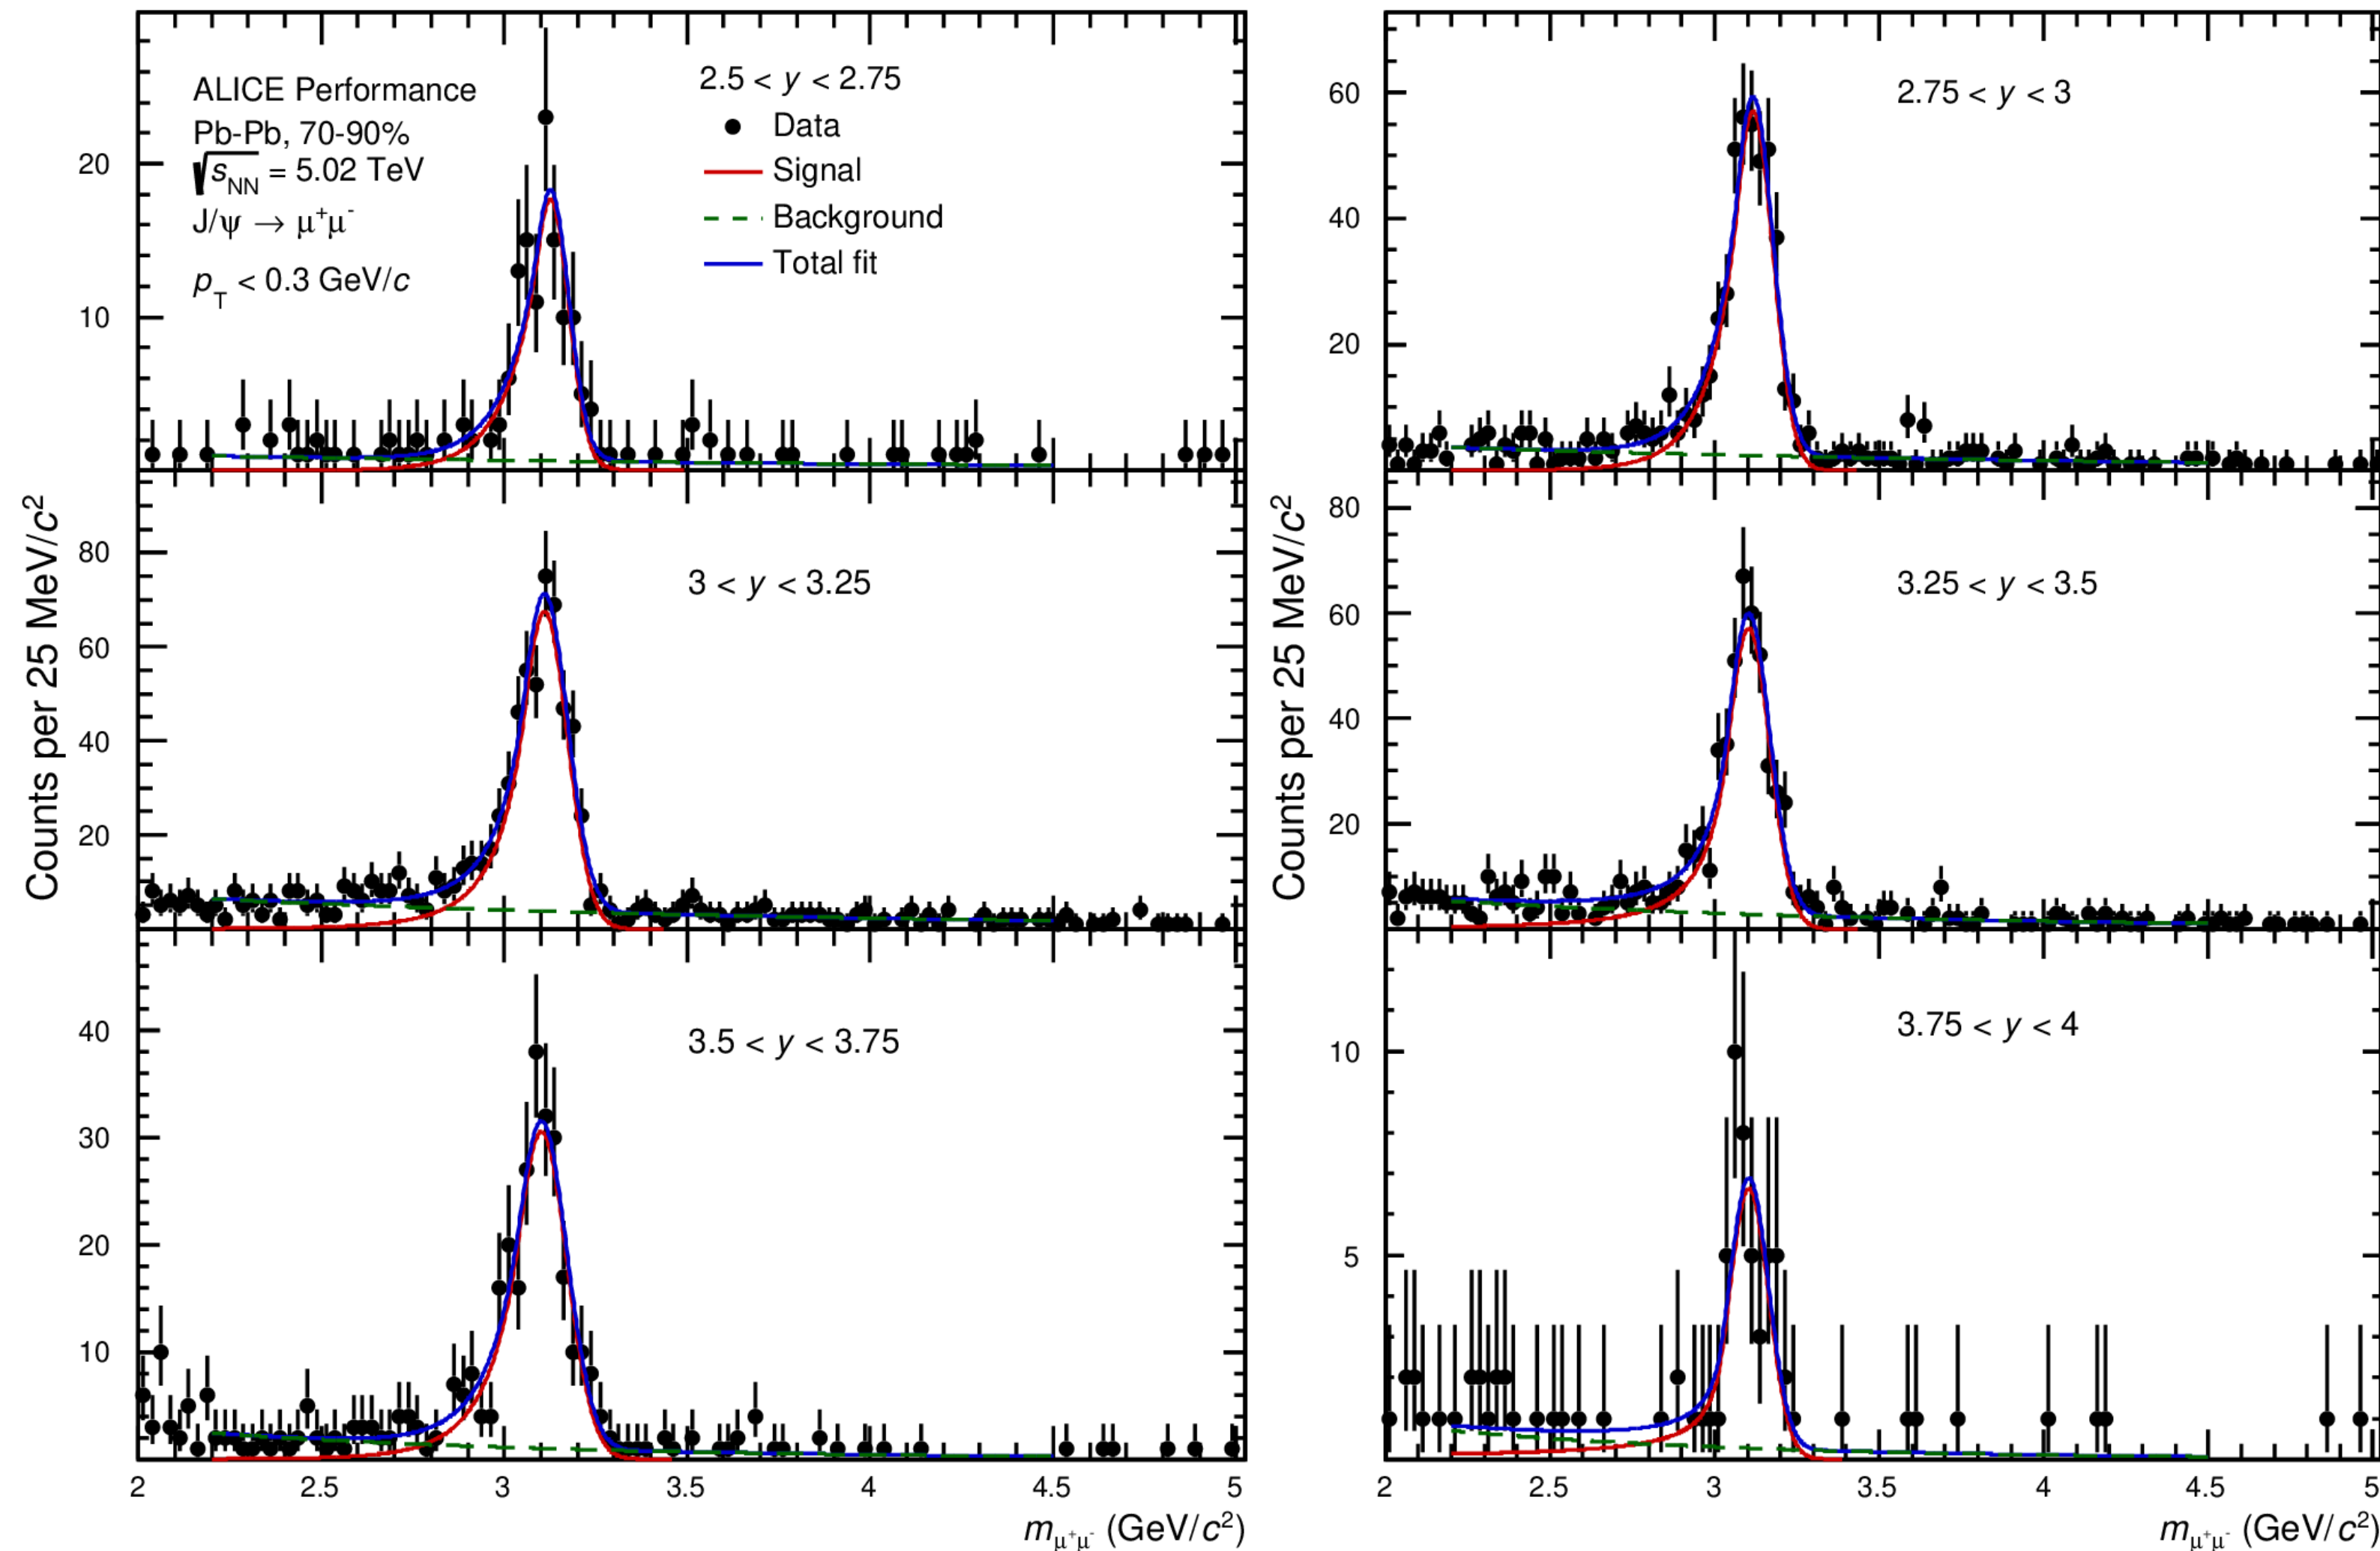 ALICE Performance
Pb-Pb, 70-90%
√sNN = 5.02 TeV
J/ψ → μ⁺μ⁻
pT < 0.3 GeV/c
2.5 < y < 2.75
Data
Signal
Background
Total fit
20
10
2.75 < y < 3
60
40
20
Counts per 25 MeV/c²
3 < y < 3.25
80
60
40
20
Counts per 25 MeV/c²
3.25 < y < 3.5
80
60
40
20
3.5 < y < 3.75
40
30
20
10
2 2.5 3 3.5 4 4.5 5
mμ⁺μ⁻ (GeV/c²)
3.75 < y < 4
10
5
2 2.5 3 3.5 4 4.5 5
mμ⁺μ⁻ (GeV/c²)